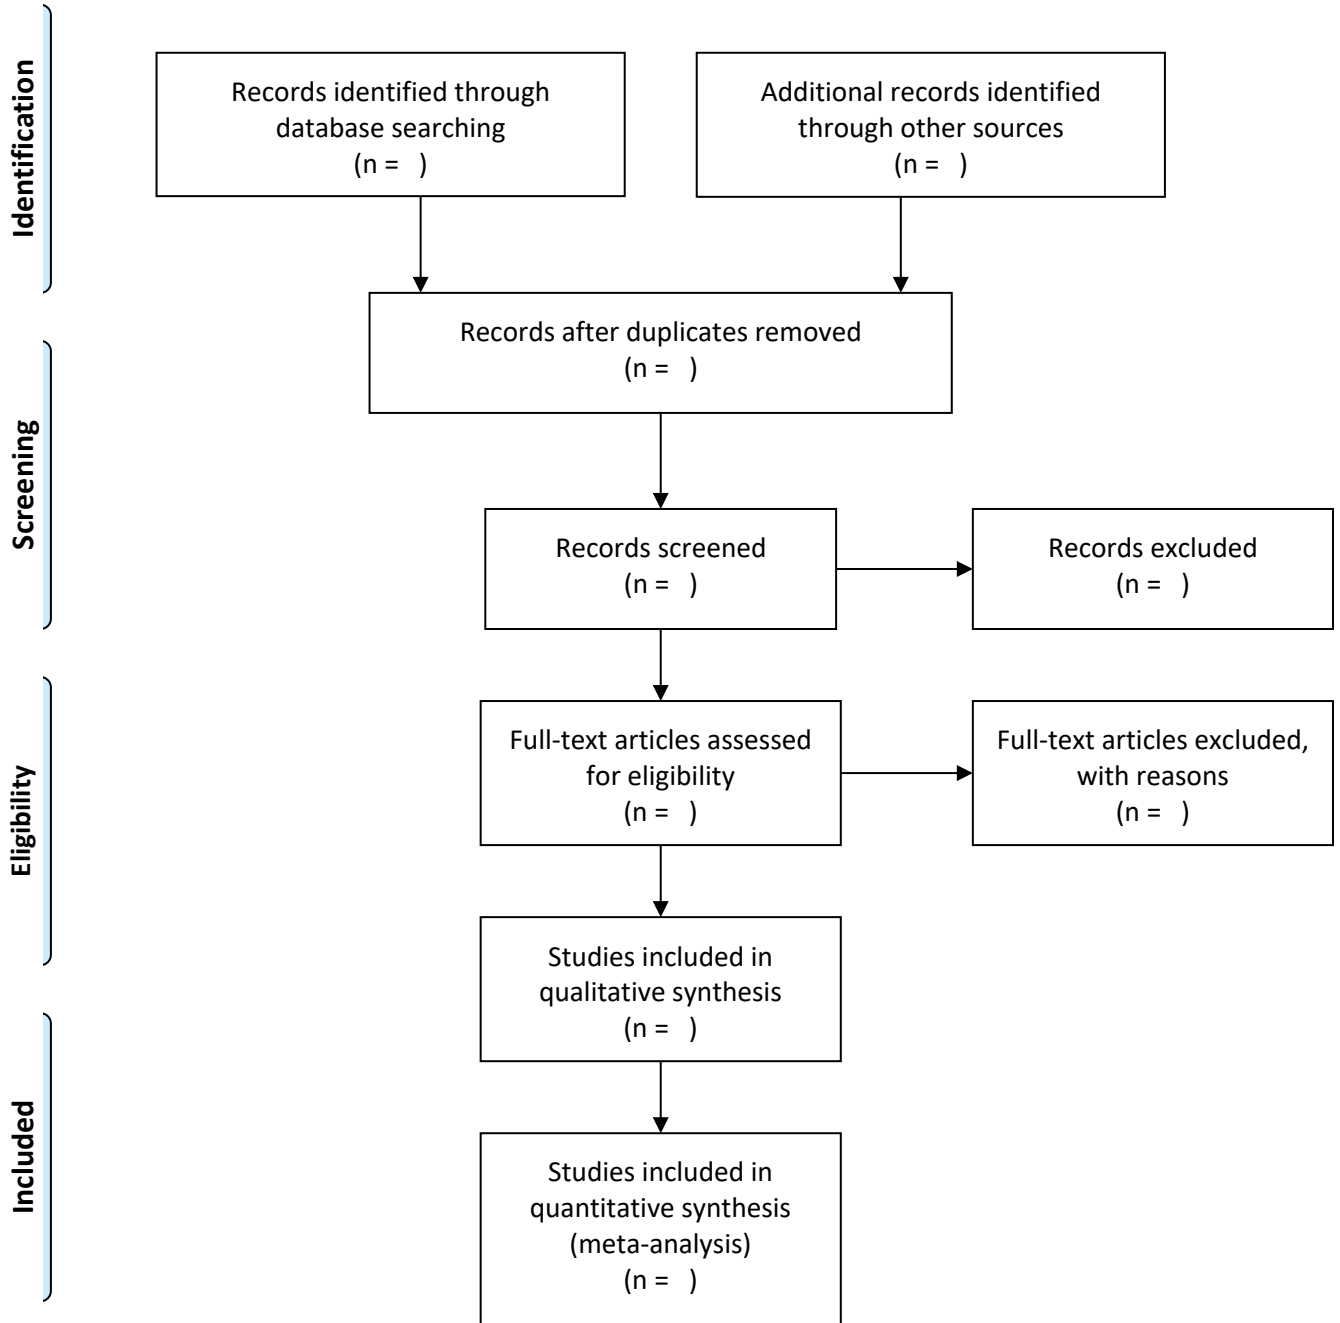 Identification
Records identified through
database searching
(n =   )
Additional records identified
through other sources
(n =   )
Records after duplicates removed
(n =   )
Screening
Records screened
(n =   )
Records excluded
(n =   )
Eligibility
Full-text articles assessed
for eligibility
(n =   )
Full-text articles excluded,
with reasons
(n =   )
Studies included in
qualitative synthesis
(n =   )
Included
Studies included in
quantitative synthesis
(meta-analysis)
(n =   )